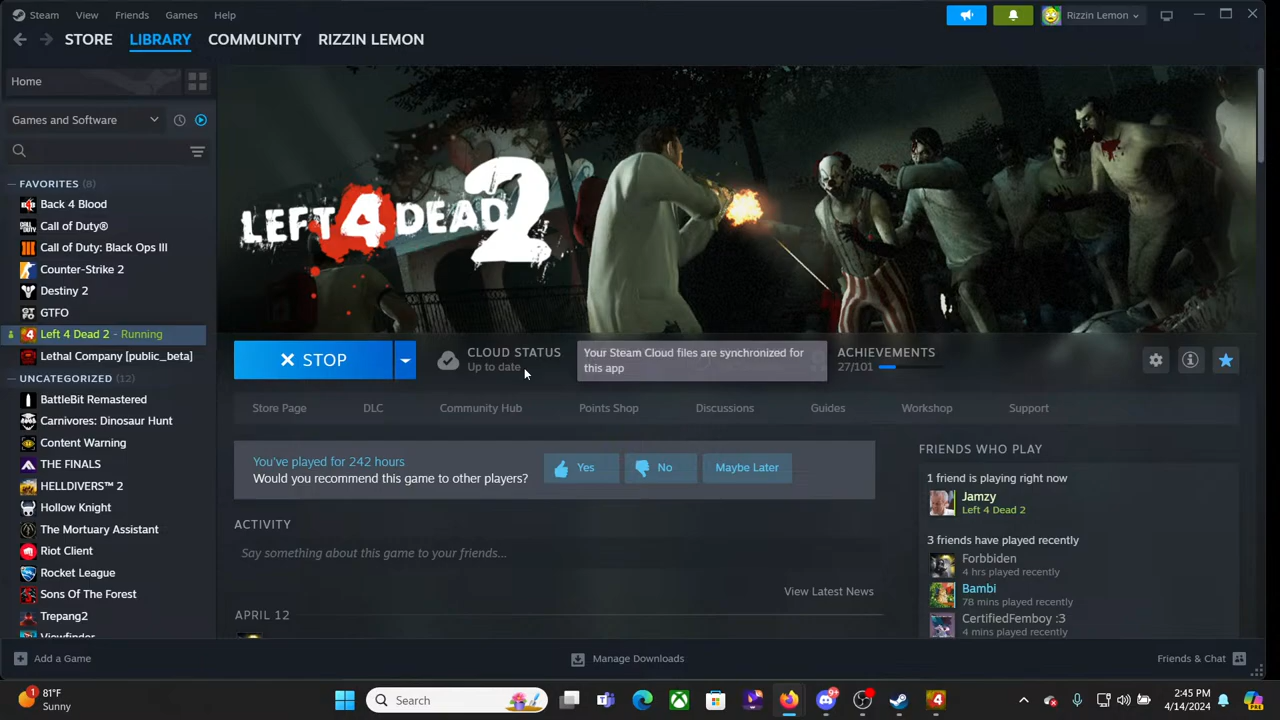 Steam View Friends Games Help Rizzin Lemon
STORE LIBRARY COMMUNITY RIZZIN LEMON
Home
Games and Software
FAVORITES (8)
Back 4 Blood
Call of Duty®
Call of Duty: Black Ops III
Counter-Strike 2
Destiny 2
GTFO
Left 4 Dead 2 - Running
Lethal Company [public_beta]
UNCATEGORIZED (12)
BattleBit Remastered
Carnivores: Dinosaur Hunt
Content Warning
THE FINALS
HELLDIVERS™ 2
Hollow Knight
The Mortuary Assistant
Riot Client
Rocket League
Sons Of The Forest
Trepang2
Viewfinder
Add a Game
LEFT 4 DEAD 2
STOP
CLOUD STATUS
Up to date
Your Steam Cloud files are synchronized for
this app
ACHIEVEMENTS
27/101
Store Page DLC Community Hub Points Shop Discussions Guides Workshop Support
You've played for 242 hours
Would you recommend this game to other players?
Yes No Maybe Later
ACTIVITY
Say something about this game to your friends...
View Latest News
APRIL 12
FRIENDS WHO PLAY
1 friend is playing right now
Jamzy
Left 4 Dead 2
3 friends have played recently
Forbbiden
4 hrs played recently
Bambi
78 mins played recently
CertifiedFemboy :3
4 mins played recently
Manage Downloads
Friends & Chat
1
81°F
Sunny
Search
9+
2:45 PM
4/14/2024